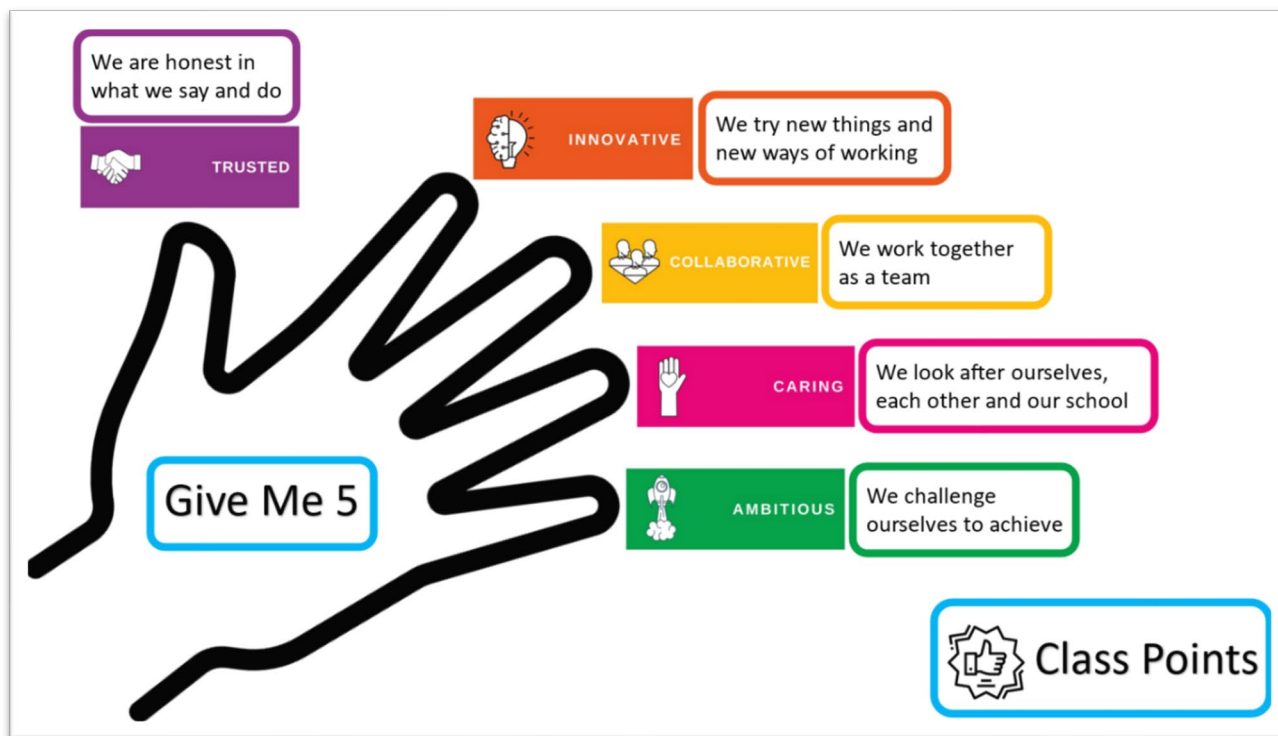 We are honest in
what we say and do
TRUSTED
INNOVATIVE
We try new things and
new ways of working
COLLABORATIVE
We work together
as a team
CARING
We look after ourselves,
each other and our school
Give Me 5
AMBITIOUS
We challenge
ourselves to achieve
Class Points